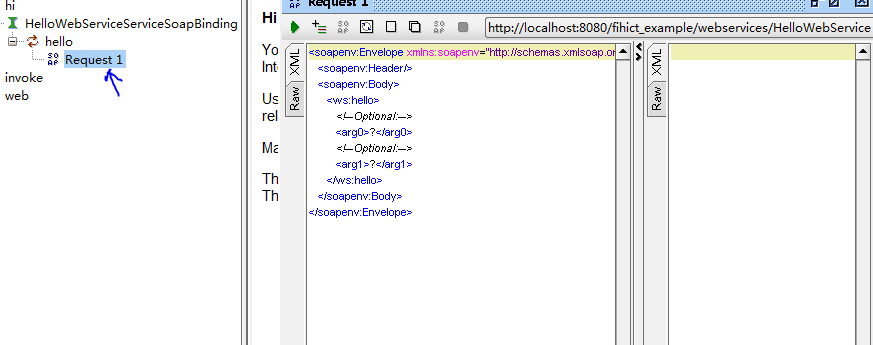 hi
HelloWebServiceServiceSoapBinding
hello
Request 1
invoke
web
Hi
Yo
Inte
Us
rel
Ma
Th
Th
Request 1
http://localhost:8080/fihict_example/webservices/HelloWebService
XML
Raw
<soapenv:Envelope xmlns:soapenv="http://schemas.xmlsoap.or
<soapenv:Header/>
<soapenv:Body>
<ws:hello>
<!--Optional:-->
<arg0>?</arg0>
<!--Optional:-->
<arg1>?</arg1>
</ws:hello>
</soapenv:Body>
</soapenv:Envelope>
XML
Raw